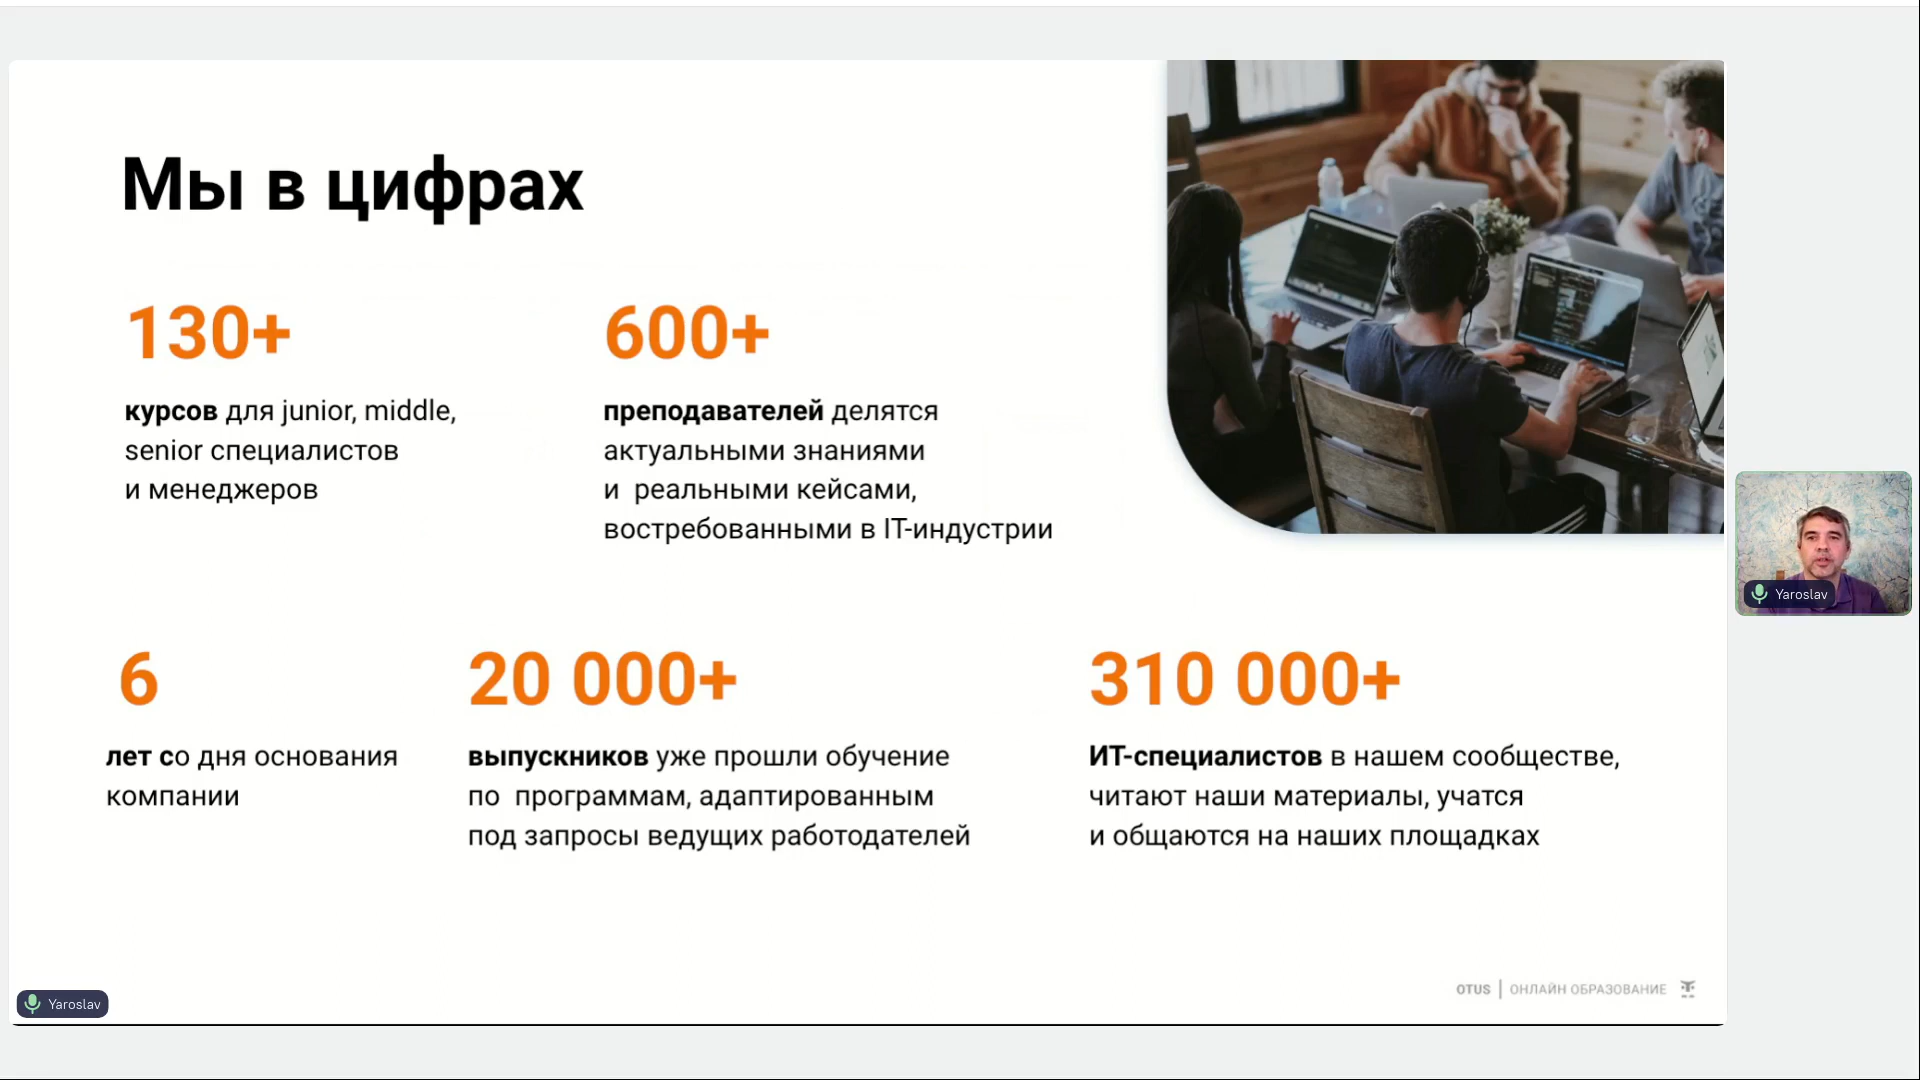 Мы в цифрах
130+
курсов для junior, middle,
senior специалистов
и менеджеров
600+
преподавателей делятся
актуальными знаниями
и реальными кейсами,
востребованными в IT-индустрии
6
лет со дня основания
компании
20 000+
выпускников уже прошли обучение
по программам, адаптированным
под запросы ведущих работодателей
310 000+
ИТ-специалистов в нашем сообществе,
читают наши материалы, учатся
и общаются на наших площадках
OTUS | ОНЛАЙН ОБРАЗОВАНИЕ
Yaroslav
Yaroslav